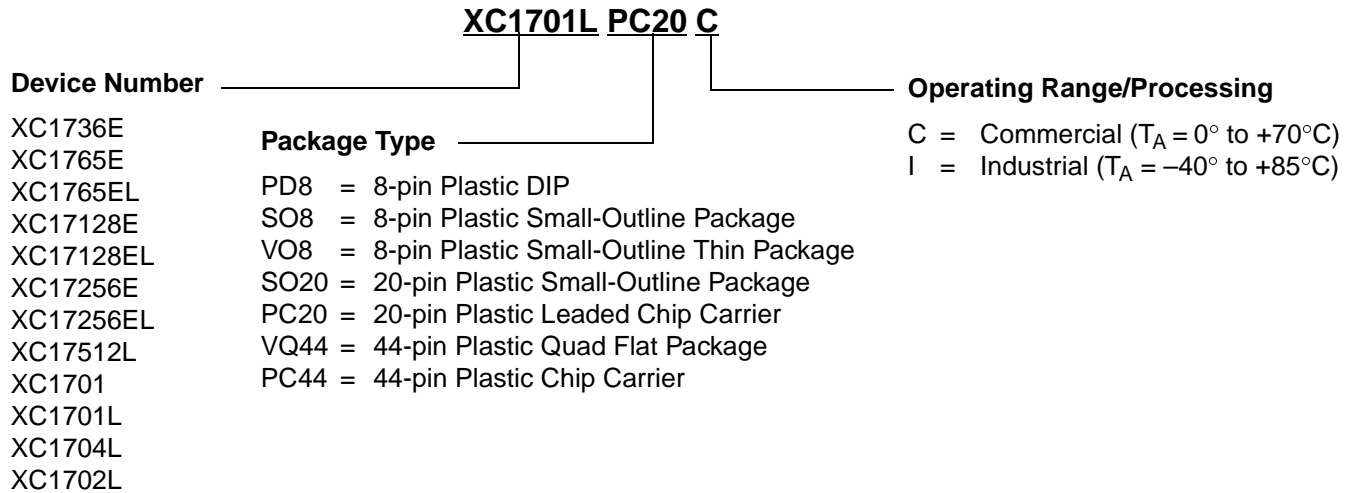 XC1701L PC20 C
Device Number
XC1736E
XC1765E
XC1765EL
XC17128E
XC17128EL
XC17256E
XC17256EL
XC17512L
XC1701
XC1701L
XC1704L
XC1702L
Package Type
PD8 = 8-pin Plastic DIP
SO8 = 8-pin Plastic Small-Outline Package
VO8 = 8-pin Plastic Small-Outline Thin Package
SO20 = 20-pin Plastic Small-Outline Package
PC20 = 20-pin Plastic Leaded Chip Carrier
VQ44 = 44-pin Plastic Quad Flat Package
PC44 = 44-pin Plastic Chip Carrier
Operating Range/Processing
C = Commercial (TA = 0° to +70°C)
I = Industrial (TA = –40° to +85°C)